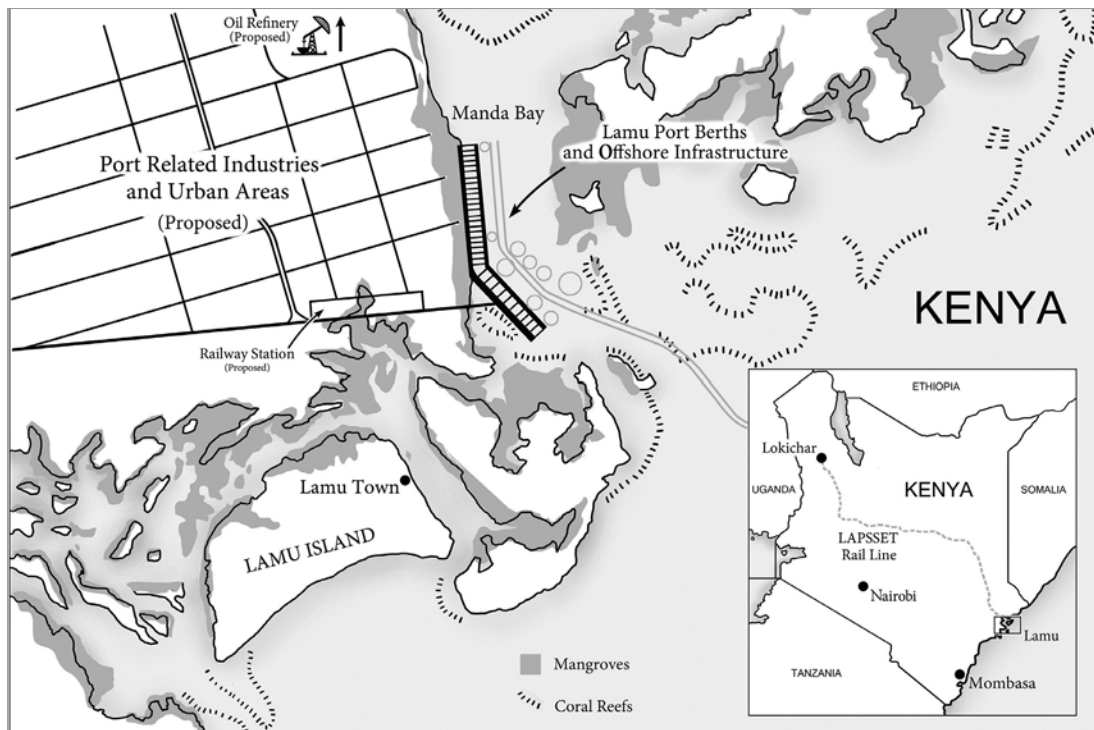 Oil Refinery
(Proposed)
Manda Bay
Lamu Port Berths
and Offshore Infrastructure
Port Related Industries
and Urban Areas
(Proposed)
KENYA
Railway Station
(Proposed)
Lamu Town
LAMU ISLAND
Mangroves
Coral Reefs
ETHIOPIA
Lokichar
UGANDA
KENYA
SOMALIA
LAPSSET
Rail Line
Nairobi
Lamu
TANZANIA
Mombasa